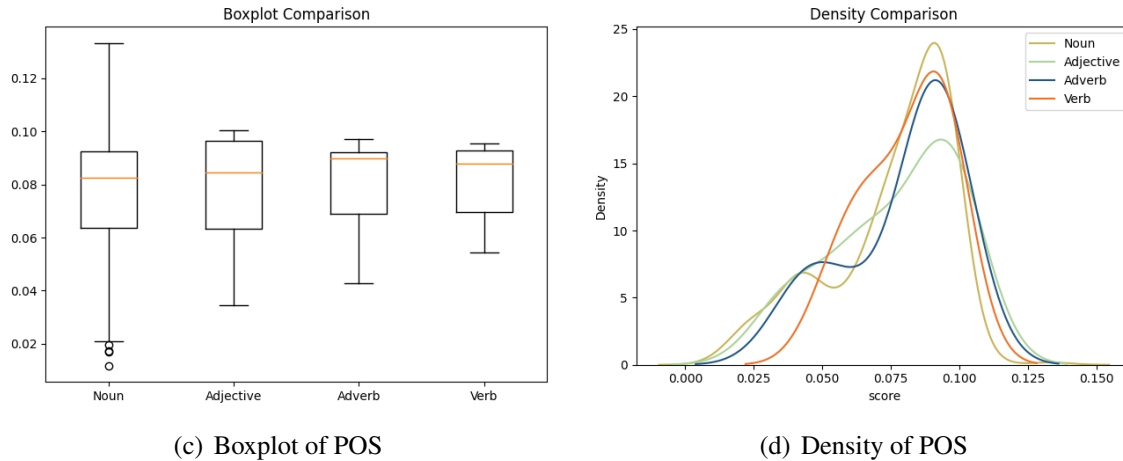 Boxplot Comparison
0.12
0.10
0.08
0.06
0.04
0.02
Noun Adjective Adverb Verb
(c) Boxplot of POS
Density Comparison
25
20
15
10
5
0
Density
Noun
Adjective
Adverb
Verb
0.000 0.025 0.050 0.075 0.100 0.125 0.150
score
(d) Density of POS